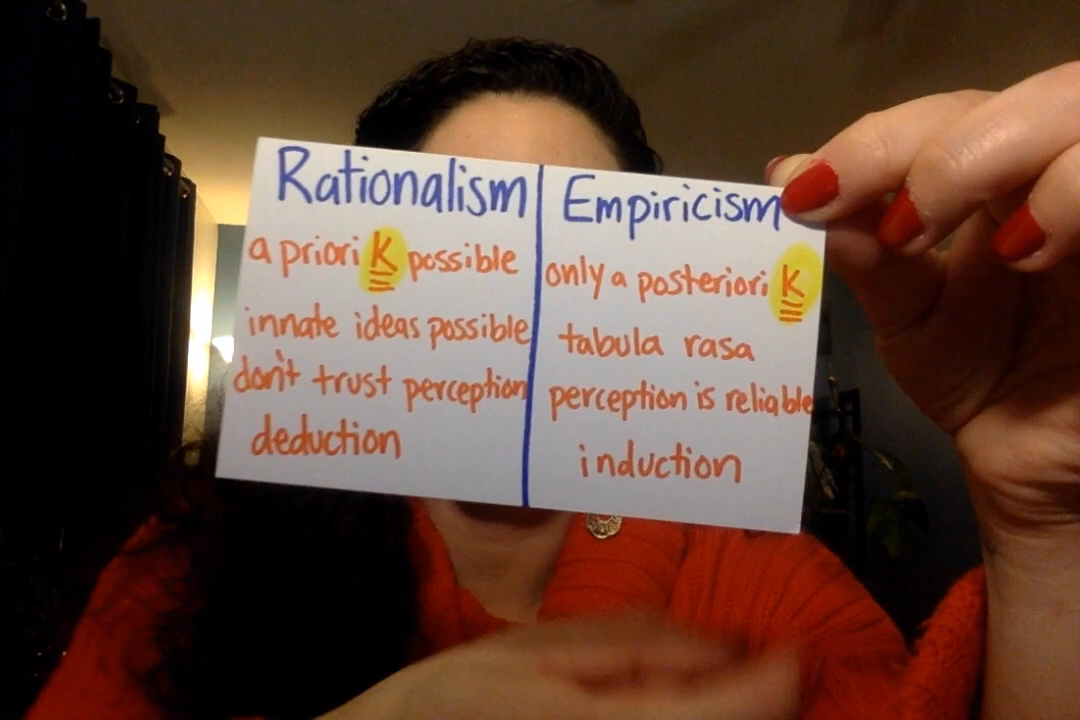 Rationalism
a priori K possible
innate ideas possible
don't trust perception
deduction
Empiricism
only a posteriori K
tabula rasa
perception is reliable
induction